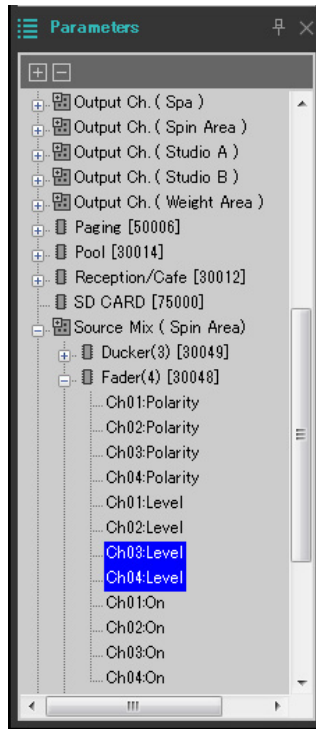 Parameters
Output Ch. ( Spa )
Output Ch. ( Spin Area )
Output Ch. ( Studio A )
Output Ch. ( Studio B )
Output Ch. ( Weight Area )
Paging [50006]
Pool [30014]
Reception/Cafe [30012]
SD CARD [75000]
Source Mix ( Spin Area)
Ducker(3) [30049]
Fader(4) [30048]
Ch01:Polarity
Ch02:Polarity
Ch03:Polarity
Ch04:Polarity
Ch01:Level
Ch02:Level
Ch03:Level
Ch04:Level
Ch01:On
Ch02:On
Ch03:On
Ch04:On